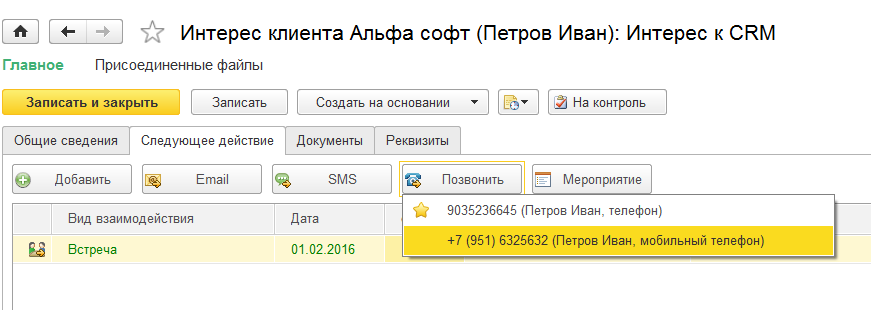 Интерес клиента Альфа софт (Петров Иван): Интерес к CRM
Главное Присоединенные файлы
Записать и закрыть Записать Создать на основании На контроль
Общие сведения Следующее действие Документы Реквизиты
Добавить Email SMS Позвонить Мероприятие
9035236645 (Петров Иван, телефон)
Вид взаимодействия Дата
+7 (951) 6325632 (Петров Иван, мобильный телефон)
Встреча 01.02.2016